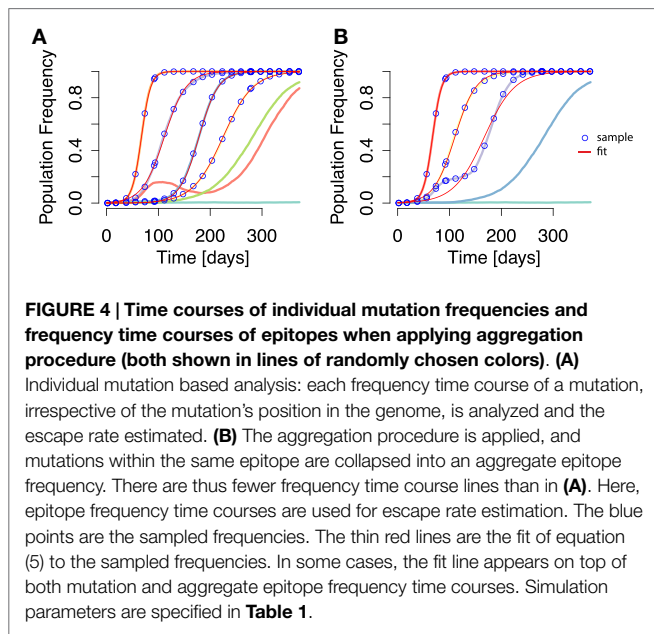 A
B
Population Frequency
0.0
0.4
0.8
0
100
200
300
Time [days]
Population Frequency
0.0
0.4
0.8
0
100
200
300
Time [days]
sample
fit
FIGURE 4 | Time courses of individual mutation frequencies and
frequency time courses of epitopes when applying aggregation
procedure (both shown in lines of randomly chosen colors). (A)
Individual mutation based analysis: each frequency time course of a mutation,
irrespective of the mutation's position in the genome, is analyzed and the
escape rate estimated. (B) The aggregation procedure is applied, and
mutations within the same epitope are collapsed into an aggregate epitope
frequency. There are thus fewer frequency time course lines than in (A). Here,
epitope frequency time courses are used for escape rate estimation. The blue
points are the sampled frequencies. The thin red lines are the fit of equation
(5) to the sampled frequencies. In some cases, the fit line appears on top of
both mutation and aggregate epitope frequency time courses. Simulation
parameters are specified in Table 1.